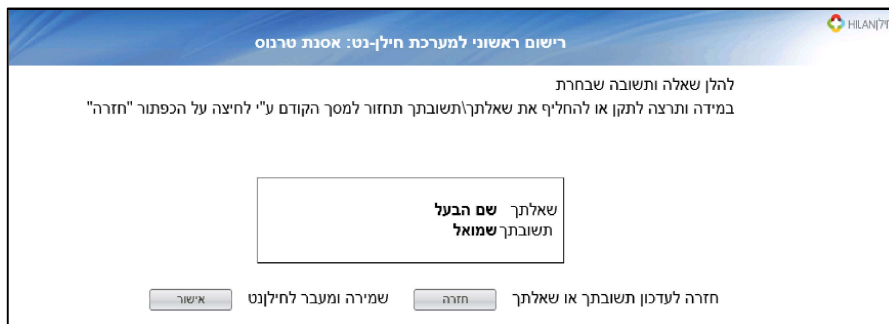 HILAN|חילן
רישום ראשוני למערכת חילן-נט: אסנת טרנוס
להלן שאלה ותשובה שבחרת
במידה ותרצה לתקן או להחליף את שאלתך\תשובתך תחזור למסך הקודם ע"י לחיצה על הכפתור "חזרה"
שאלתך שם הבעל
תשובתך שמואל
חזרה לעדכון תשובתך או שאלתך חזרה שמירה ומעבר לחילןנט אישור